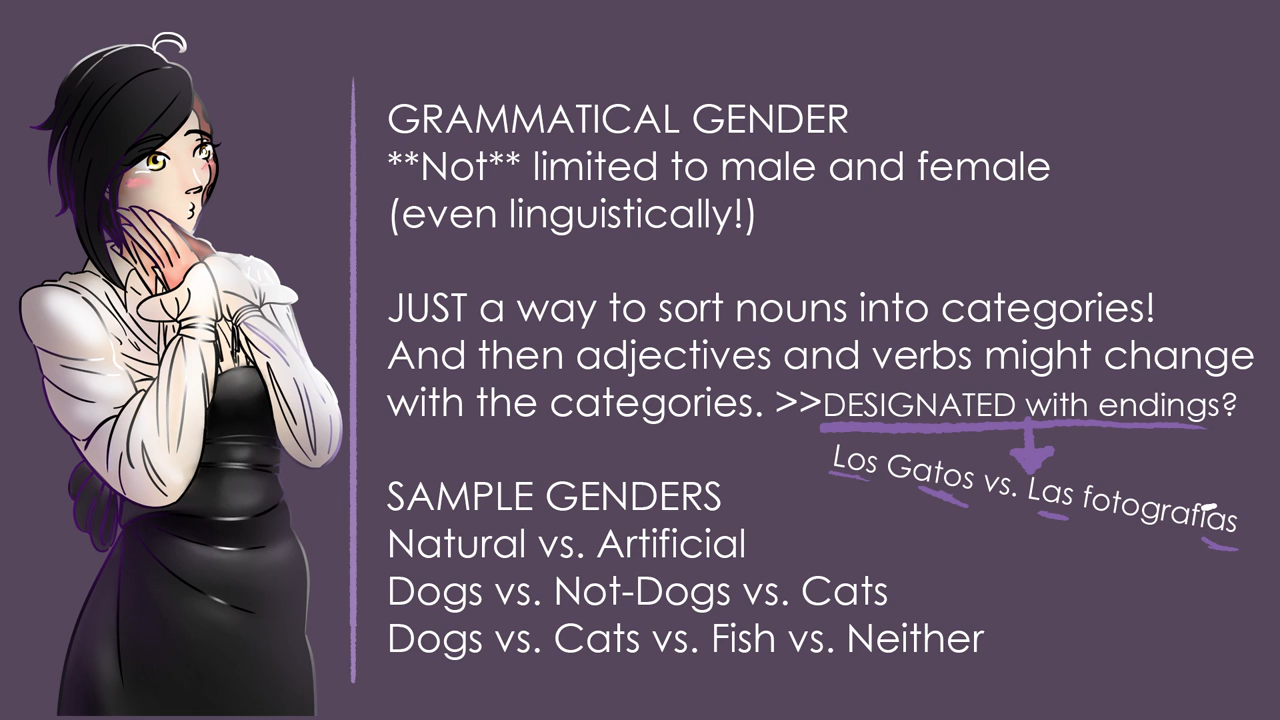 GRAMMATICAL GENDER
**Not** limited to male and female
(even linguistically!)
JUST a way to sort nouns into categories!
And then adjectives and verbs might change
with the categories. >>DESIGNATED with endings?
Los Gatos vs. Las fotografías
SAMPLE GENDERS
Natural vs. Artificial
Dogs vs. Not-Dogs vs. Cats
Dogs vs. Cats vs. Fish vs. Neither